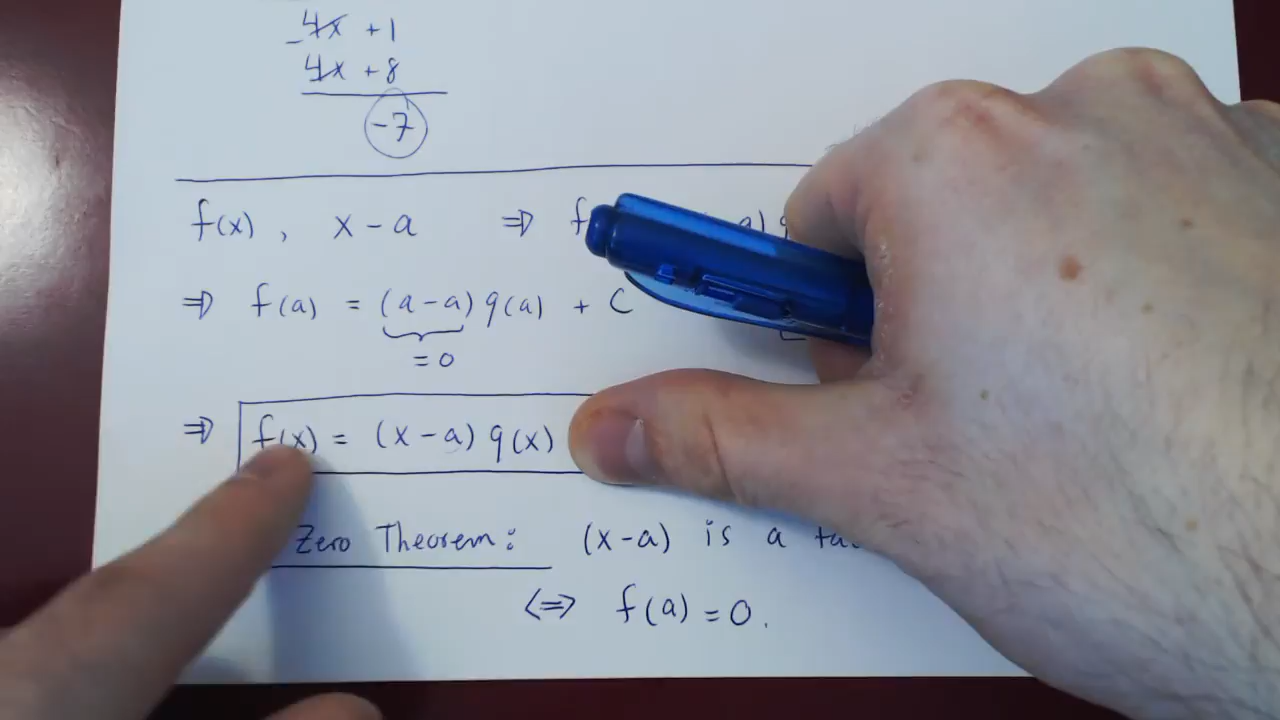 -4x + 1
4x + 8
-7
f(x) , x - a ⇒ f a) q
⇒ f(a) = (a - a) q(a) + C
= 0
⇒ f(x) = (x - a) q(x)
Zero Theorem: (x-a) is a
⇔ f(a) = 0.